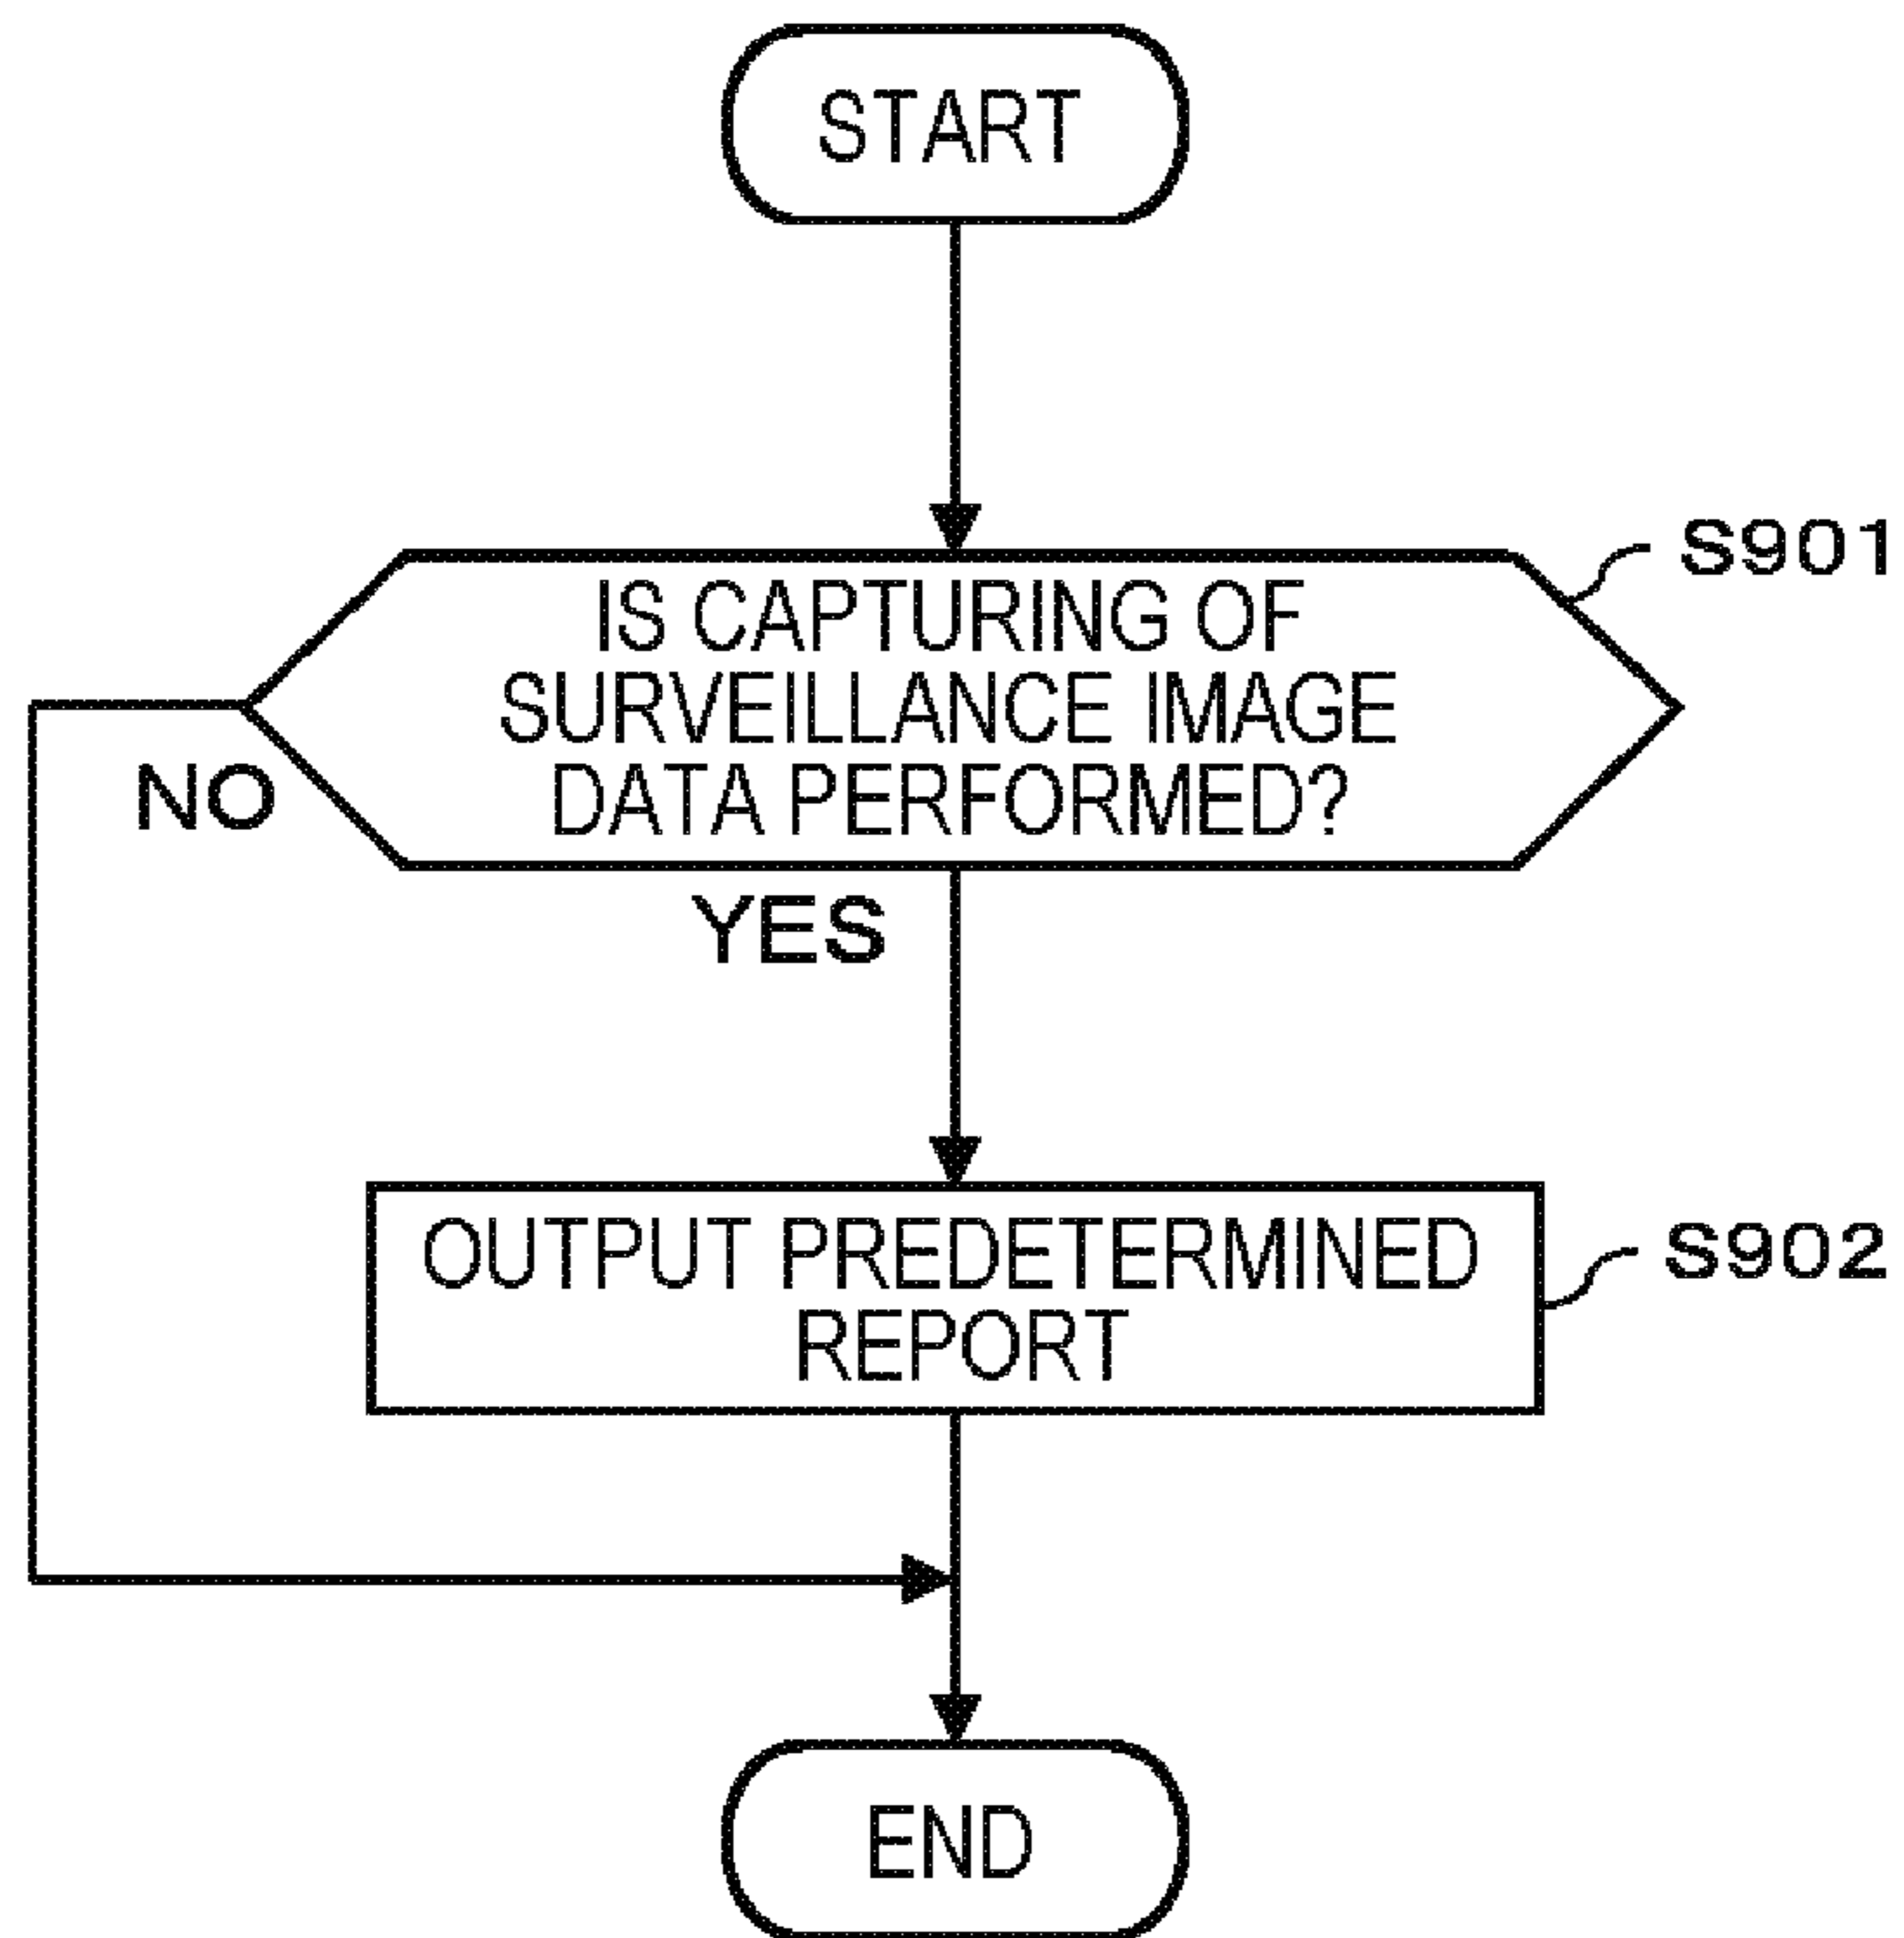 START
S901
IS CAPTURING OF
SURVEILLANCE IMAGE
DATA PERFORMED?
NO
YES
OUTPUT PREDETERMINED
REPORT
S902
END